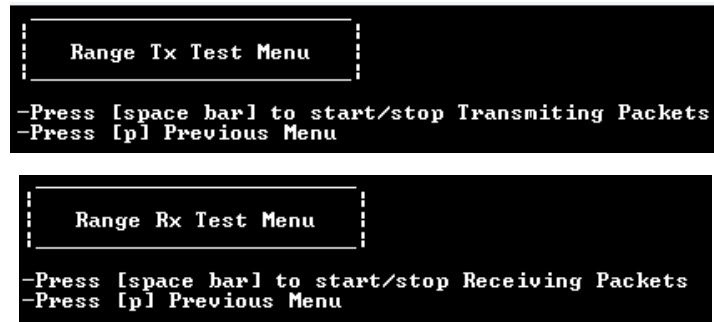 Range Tx Test Menu
-Press [space bar] to start/stop Transmiting Packets
-Press [p] Previous Menu
Range Rx Test Menu
-Press [space bar] to start/stop Receiving Packets
-Press [p] Previous Menu